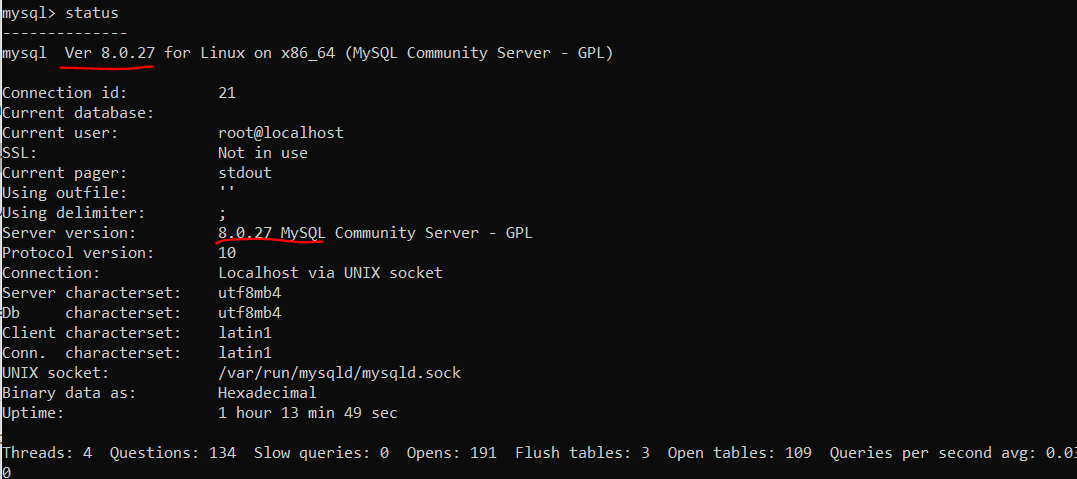 mysql> status
--------------
mysql  Ver 8.0.27 for Linux on x86_64 (MySQL Community Server - GPL)
Connection id:          21
Current database:
Current user:           root@localhost
SSL:                    Not in use
Current pager:          stdout
Using outfile:          ''
Using delimiter:        ;
Server version:         8.0.27 MySQL Community Server - GPL
Protocol version:       10
Connection:             Localhost via UNIX socket
Server characterset:    utf8mb4
Db     characterset:    utf8mb4
Client characterset:    latin1
Conn.  characterset:    latin1
UNIX socket:            /var/run/mysqld/mysqld.sock
Binary data as:         Hexadecimal
Uptime:                 1 hour 13 min 49 sec
Threads: 4  Questions: 134  Slow queries: 0  Opens: 191  Flush tables: 3  Open tables: 109  Queries per second avg: 0.03
0